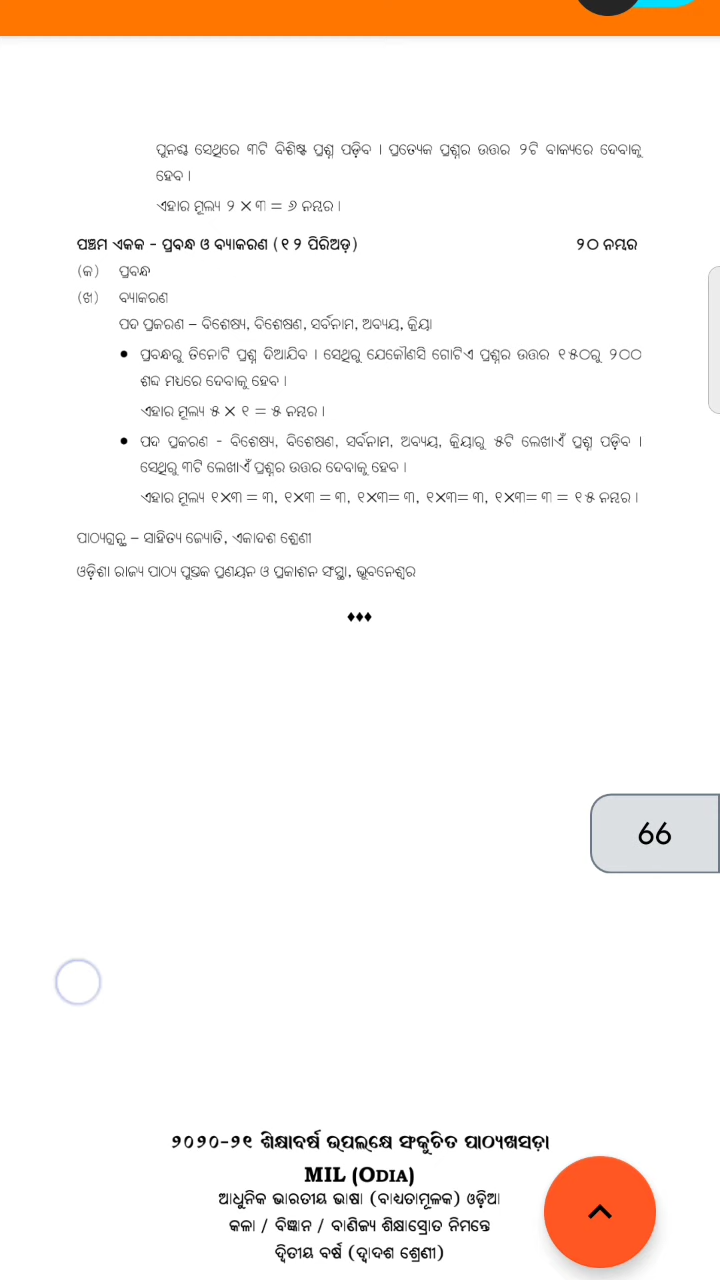 ପୁନଶ୍ଚ ସେଥିରେ ୩ଟି ବିଶିଷ୍ଟ ପ୍ରଶ୍ନ ପଡ଼ିବ । ପ୍ରତ୍ୟେକ ପ୍ରଶ୍ନର ଉତ୍ତର ୨ଟି ବାକ୍ୟରେ ଦେବାକୁ
ହେବ ।
ଏହାର ମୂଲ୍ୟ ୨ × ୩ = ୬ ନମ୍ବର ।
ପଞ୍ଚମ ଏକକ - ପ୍ରବନ୍ଧ ଓ ବ୍ୟାକରଣ (୧୨ ପିରିଅଡ଼) ୨୦ ନମ୍ବର
(କ) ପ୍ରବନ୍ଧ
(ଖ) ବ୍ୟାକରଣ
ପଦ ପ୍ରକରଣ – ବିଶେଷ୍ୟ, ବିଶେଷଣ, ସର୍ବନାମ, ଅବ୍ୟୟ, କ୍ରିୟା
• ପ୍ରବନ୍ଧରୁ ତିନୋଟି ପ୍ରଶ୍ନ ଦିଆଯିବ । ସେଥିରୁ ଯେକୌଣସି ଗୋଟିଏ ପ୍ରଶ୍ନର ଉତ୍ତର ୧୫୦ରୁ ୨୦୦
ଶବ୍ଦ ମଧ୍ୟରେ ଦେବାକୁ ହେବ ।
ଏହାର ମୂଲ୍ୟ ୫ × ୧ = ୫ ନମ୍ବର ।
• ପଦ ପ୍ରକରଣ - ବିଶେଷ୍ୟ, ବିଶେଷଣ, ସର୍ବନାମ, ଅବ୍ୟୟ, କ୍ରିୟାରୁ ୫ଟି ଲେଖାଏଁ ପ୍ରଶ୍ନ ପଡ଼ିବ ।
ସେଥିରୁ ୩ଟି ଲେଖାଏଁ ପ୍ରଶ୍ନର ଉତ୍ତର ଦେବାକୁ ହେବ ।
ଏହାର ମୂଲ୍ୟ ୧×୩ = ୩, ୧×୩ = ୩, ୧×୩= ୩, ୧×୩= ୩, ୧×୩= ୩ = ୧୫ ନମ୍ବର ।
ପାଠ୍ୟଗ୍ରନ୍ଥ – ସାହିତ୍ୟ ଜ୍ୟୋତି, ଏକାଦଶ ଶ୍ରେଣୀ
ଓଡ଼ିଶା ରାଜ୍ୟ ପାଠ୍ୟ ପୁସ୍ତକ ପ୍ରଣୟନ ଓ ପ୍ରକାଶନ ସଂସ୍ଥା, ଭୁବନେଶ୍ୱର
66
୨୦୨୦-୨୧ ଶିକ୍ଷାବର୍ଷ ଉପଲକ୍ଷେ ସଂକୁଚିତ ପାଠ୍ୟଖସଡ଼ା
MIL (ODIA)
ଆଧୁନିକ ଭାରତୀୟ ଭାଷା (ବାଧ୍ୟତାମୂଳକ) ଓଡ଼ିଆ
କଳା / ବିଜ୍ଞାନ / ବାଣିଜ୍ୟ ଶିକ୍ଷାସ୍ରୋତ ନିମନ୍ତେ
ଦ୍ୱିତୀୟ ବର୍ଷ (ଦ୍ୱାଦଶ ଶ୍ରେଣୀ)